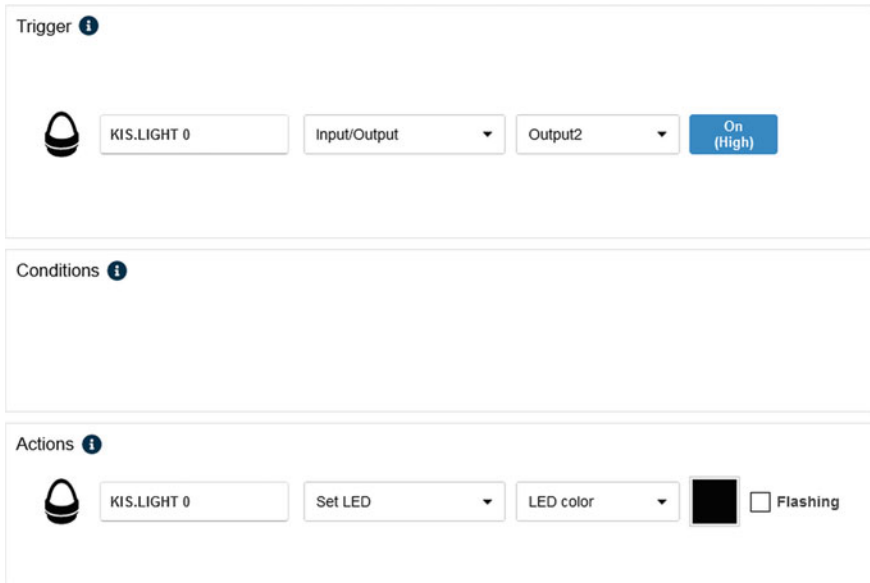 Trigger
KIS.LIGHT 0 Input/Output Output2 On
(High)
Conditions
Actions
KIS.LIGHT 0 Set LED LED color Flashing